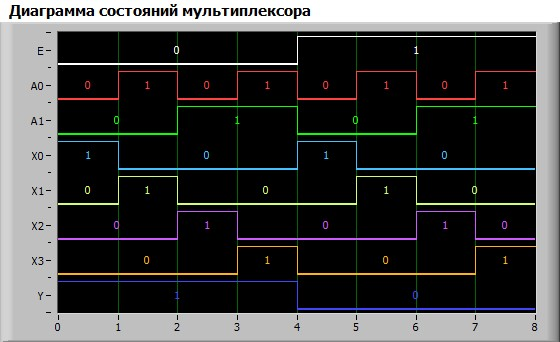 Диаграмма состояний мультиплексора
E 0 1
A0 0 1 0 1 0 1 0 1
A1 0 1 0 1
X0 1 0 1 0
X1 0 1 0 1 0
X2 0 1 0 1 0
X3 0 1 0 1
Y 1 0
0 1 2 3 4 5 6 7 8